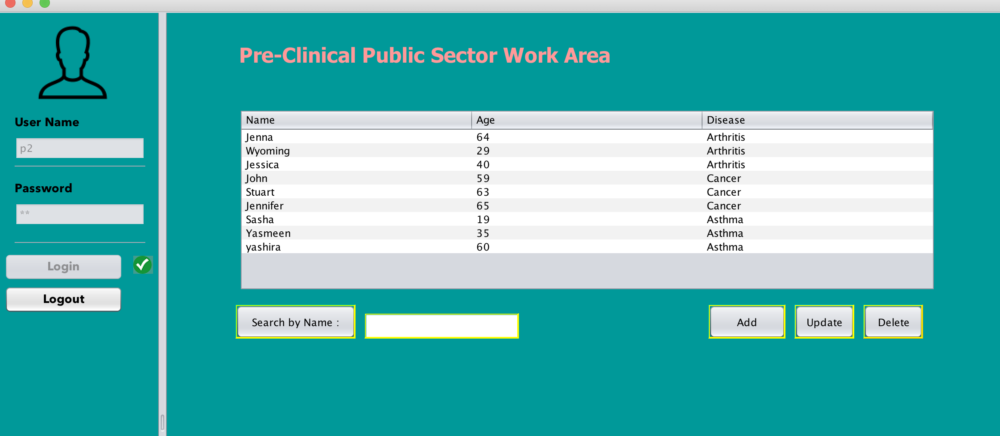 User Name
p2
Password
**
Login
Logout
Pre-Clinical Public Sector Work Area
Name Age Disease
Jenna 64 Arthritis
Wyoming 29 Arthritis
Jessica 40 Arthritis
John 59 Cancer
Stuart 63 Cancer
Jennifer 65 Cancer
Sasha 19 Asthma
Yasmeen 35 Asthma
yashira 60 Asthma
Search by Name : Add Update Delete